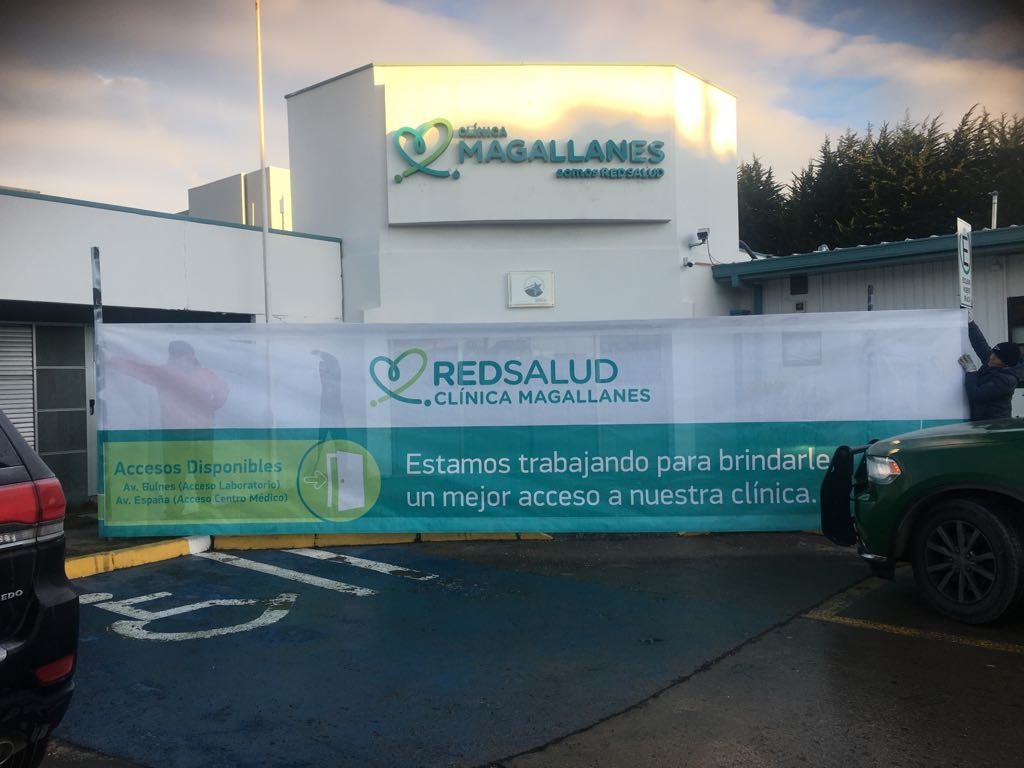 CLÍNICA
MAGALLANES
somos REDSALUD
E
REDSALUD
CLÍNICA MAGALLANES
Accesos Disponibles
Av. Bulnes (Acceso Laboratorio)
Av. España (Acceso Centro Médico)
Estamos trabajando para brindarle
un mejor acceso a nuestra clínica.